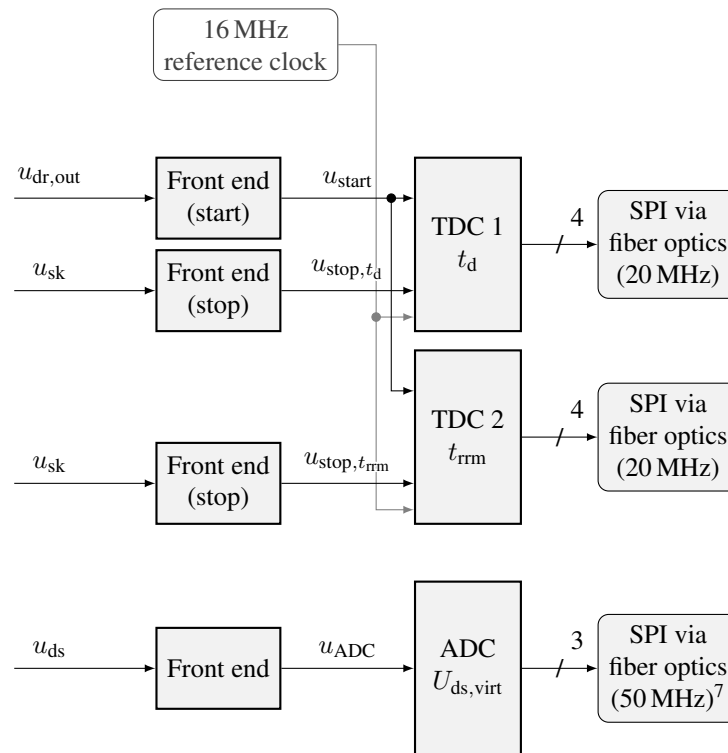 16 MHz
reference clock
u_dr,out
Front end
(start)
u_start
TDC 1
t_d
4
SPI via
fiber optics
(20 MHz)
u_sk
Front end
(stop)
u_stop,t_d
TDC 2
t_rrm
4
SPI via
fiber optics
(20 MHz)
u_sk
Front end
(stop)
u_stop,t_rrm
u_ds
Front end
u_ADC
ADC
U_ds,virt
3
SPI via
fiber optics
(50 MHz)⁷